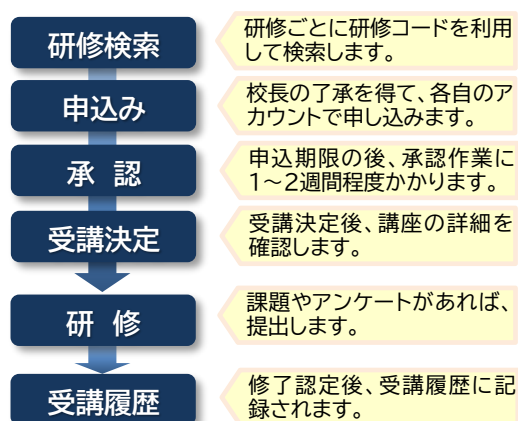 研修検索
研修ごとに研修コードを利用
して検索します。
申込み
校長の了承を得て、各自のア
カウントで申し込みます。
承 認
申込期限の後、承認作業に
1～2週間程度かかります。
受講決定
受講決定後、講座の詳細を
確認します。
研 修
課題やアンケートがあれば、
提出します。
受講履歴
修了認定後、受講履歴に記
録されます。